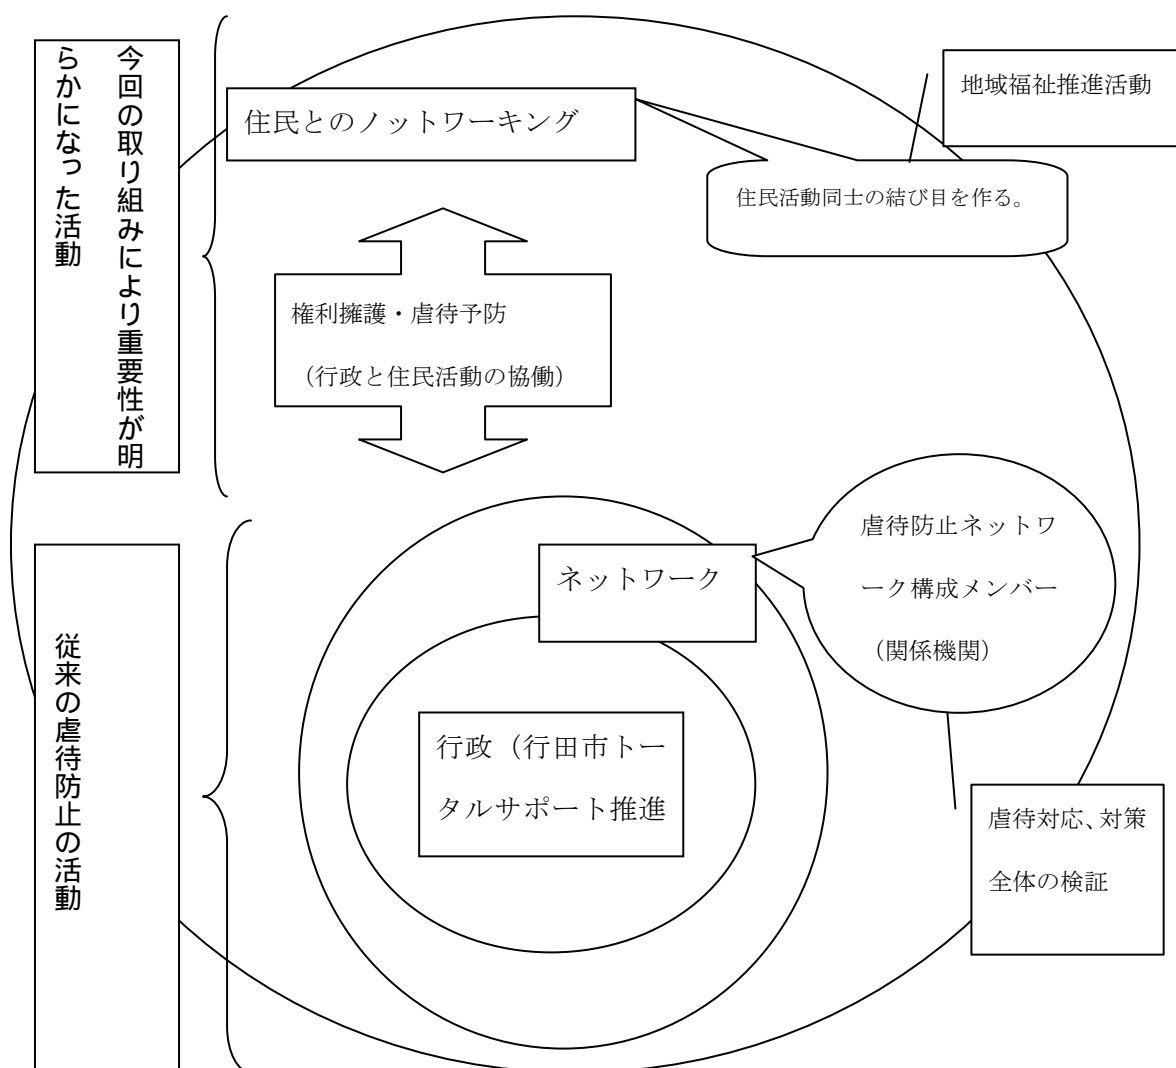 今回の取り組みにより重要性が明
らかになった活動
住民とのノットワーキング
地域福祉推進活動
住民活動同士の結び目を作る。
権利擁護・虐待予防
（行政と住民活動の協働）
従来の虐待防止の活動
ネットワーク
虐待防止ネットワ
ーク構成メンバー
（関係機関）
行政（行田市トー
タルサポート推進
虐待対応、対策
全体の検証